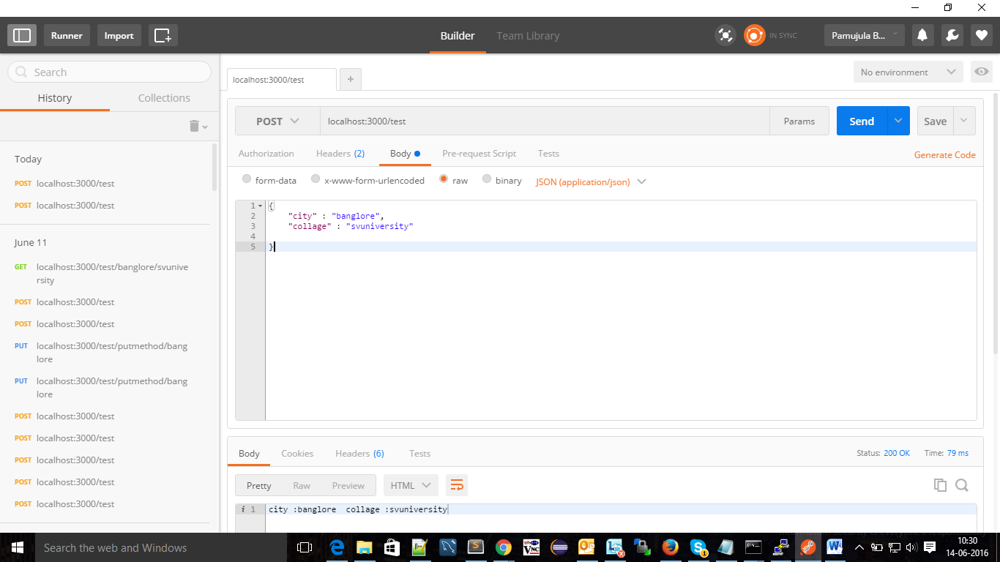 Runner
Import
Builder
Team Library
IN SYNC
Pamujula B...
Search
History
Collections
Today
POST localhost:3000/test
POST localhost:3000/test
June 11
GET localhost:3000/test/banglore/svunive
rsity
POST localhost:3000/test
POST localhost:3000/test
PUT localhost:3000/test/putmethod/bang
lore
PUT localhost:3000/test/putmethod/bang
lore
POST localhost:3000/test
POST localhost:3000/test
POST localhost:3000/test
POST localhost:3000/test
POST localhost:3000/test
localhost:3000/test
+
No environment
POST
localhost:3000/test
Params
Send
Save
Authorization
Headers (2)
Body
Pre-request Script
Tests
Generate Code
form-data
x-www-form-urlencoded
raw
binary
JSON (application/json)
1 {
2 "city" : "banglore",
3 "collage" : "svuniversity"
4
5 }
Body
Cookies
Headers (6)
Tests
Status: 200 OK
Time: 79 ms
Pretty
Raw
Preview
HTML
i 1 city :banglore collage :svuniversity
Search the web and Windows
10:30
14-06-2016